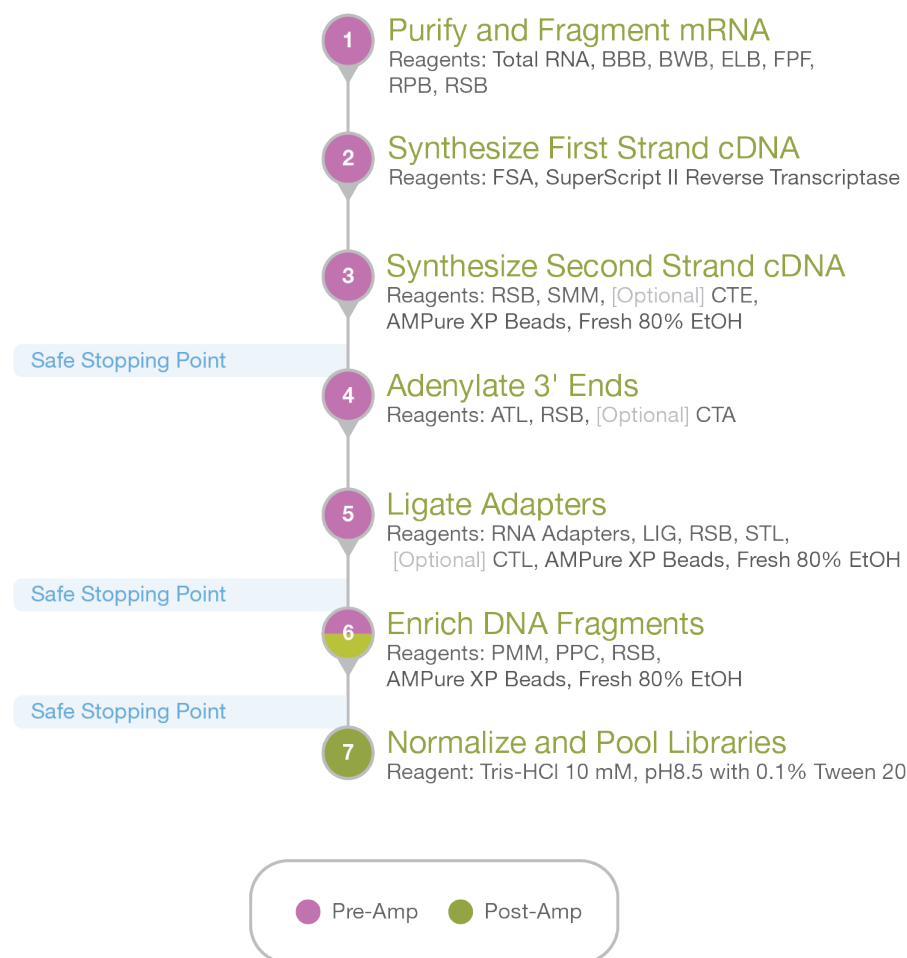 1
Purify and Fragment mRNA
Reagents: Total RNA, BBB, BWB, ELB, FPF,
RPB, RSB
2
Synthesize First Strand cDNA
Reagents: FSA, SuperScript II Reverse Transcriptase
3
Synthesize Second Strand cDNA
Reagents: RSB, SMM, [Optional] CTE,
AMPure XP Beads, Fresh 80% EtOH
Safe Stopping Point
4
Adenylate 3' Ends
Reagents: ATL, RSB, [Optional] CTA
5
Ligate Adapters
Reagents: RNA Adapters, LIG, RSB, STL,
[Optional] CTL, AMPure XP Beads, Fresh 80% EtOH
Safe Stopping Point
6
Enrich DNA Fragments
Reagents: PMM, PPC, RSB,
AMPure XP Beads, Fresh 80% EtOH
Safe Stopping Point
7
Normalize and Pool Libraries
Reagent: Tris-HCl 10 mM, pH8.5 with 0.1% Tween 20
Pre-Amp
Post-Amp